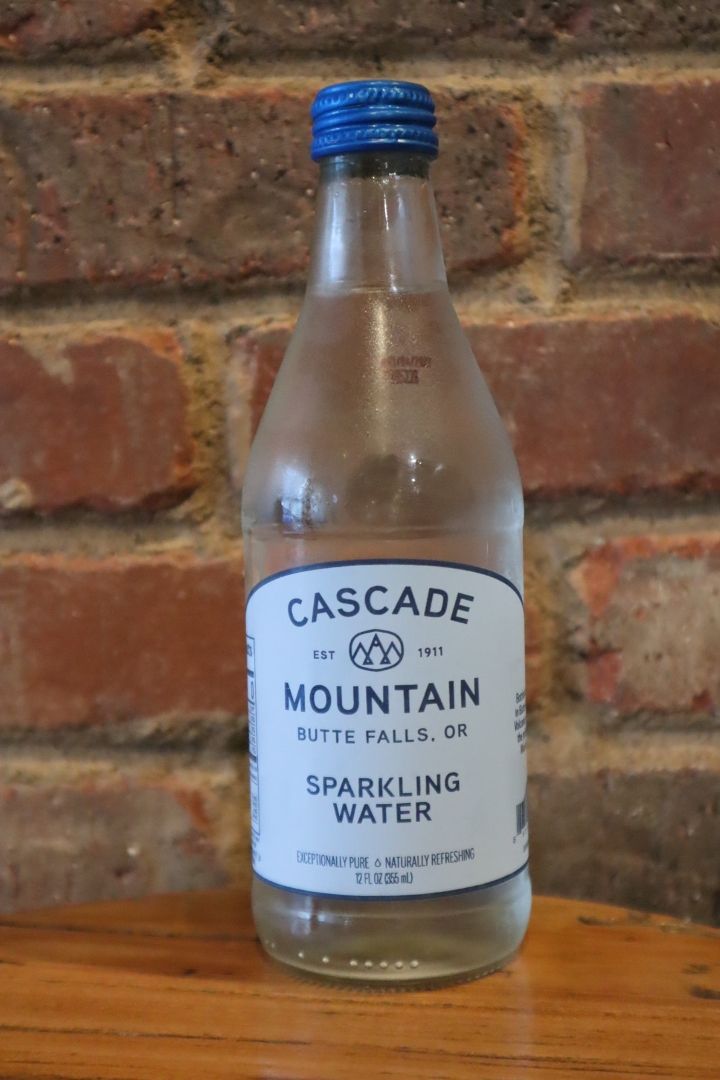 CASCADE
EST 1911
MOUNTAIN
BUTTE FALLS, OR
SPARKLING
WATER
EXCEPTIONALLY PURE NATURALLY REFRESHING
12 FL OZ (355 mL)